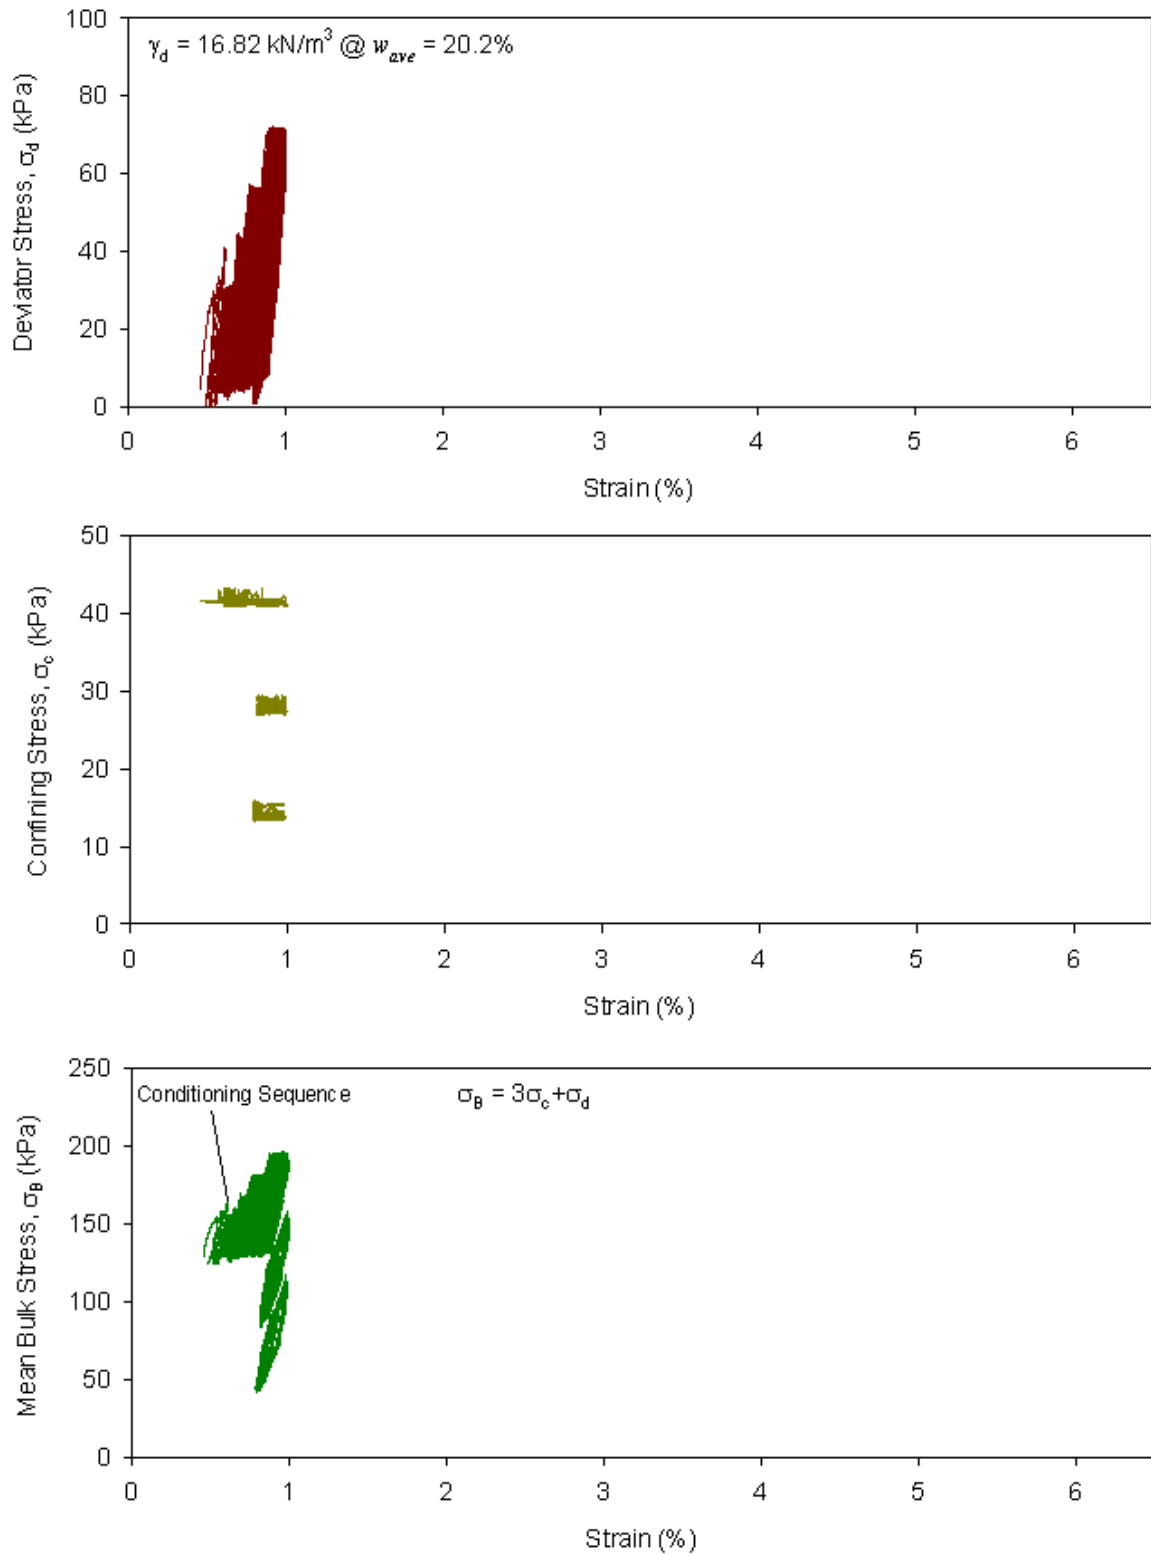 100
γd = 16.82 kN/m³ @ wave = 20.2%
80
60
40
20
0
Deviator Stress, σd (kPa)
0 1 2 3 4 5 6
Strain (%)
50
40
30
20
10
0
Confining Stress, σc (kPa)
0 1 2 3 4 5 6
Strain (%)
250
Conditioning Sequence σB = 3σc+σd
200
150
100
50
0
Mean Bulk Stress, σB (kPa)
0 1 2 3 4 5 6
Strain (%)